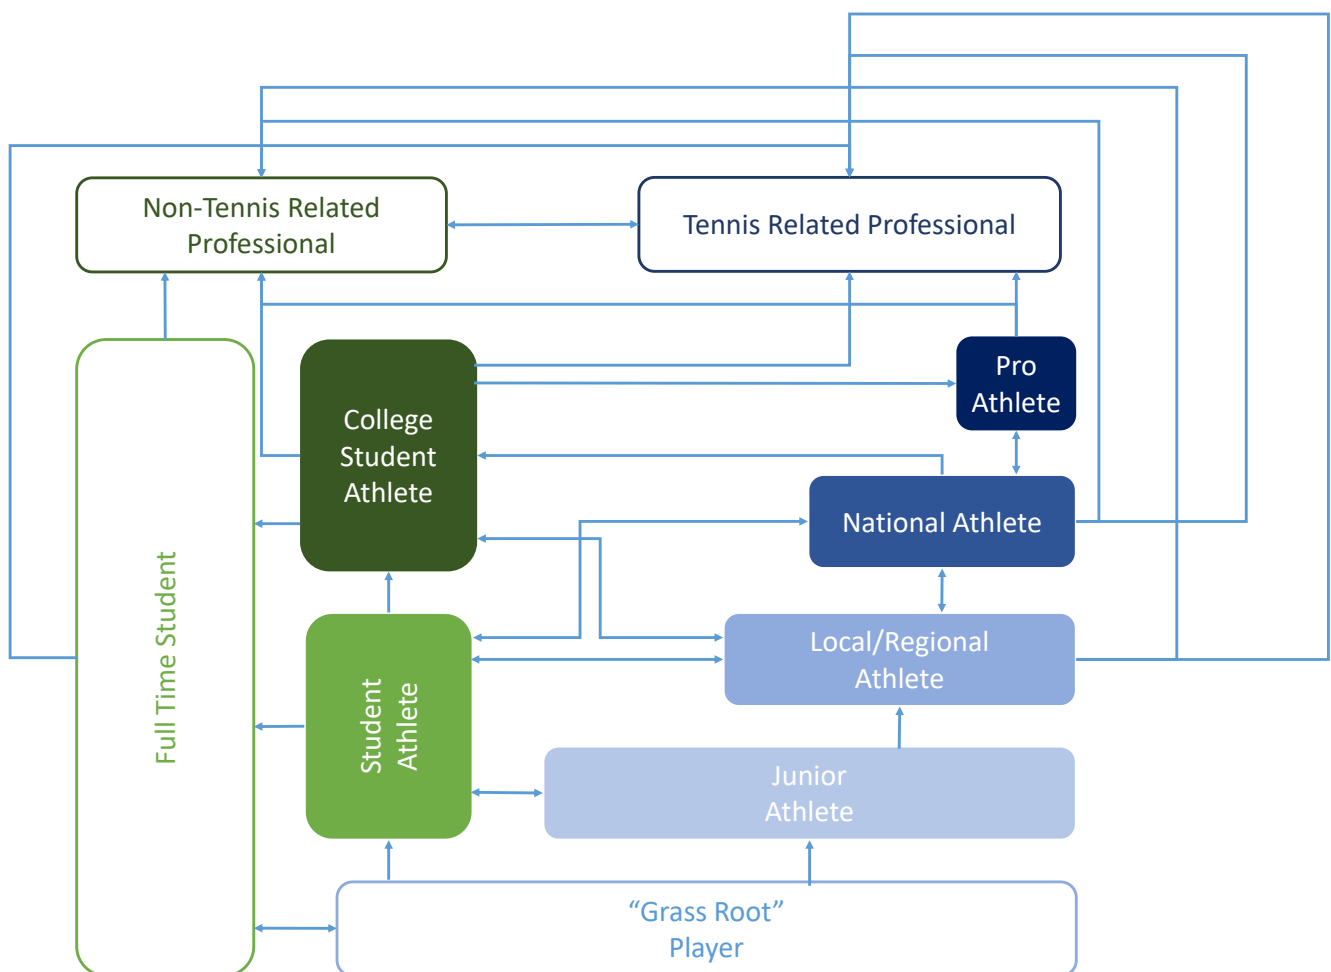 Non-Tennis Related
Professional
Tennis Related Professional
Pro
Athlete
College
Student
Athlete
National Athlete
Full Time Student
Student
Athlete
Local/Regional
Athlete
Junior
Athlete
“Grass Root”
Player